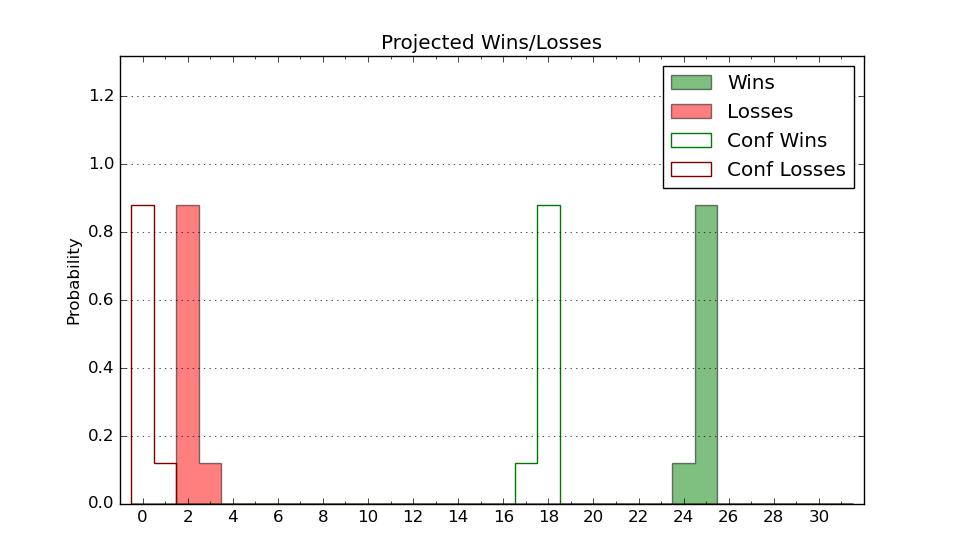 Projected Wins/Losses
Wins
Losses
Conf Wins
Conf Losses
Probability
1.2
1.0
0.8
0.6
0.4
0.2
0.0
0 2 4 6 8 10 12 14 16 18 20 22 24 26 28 30